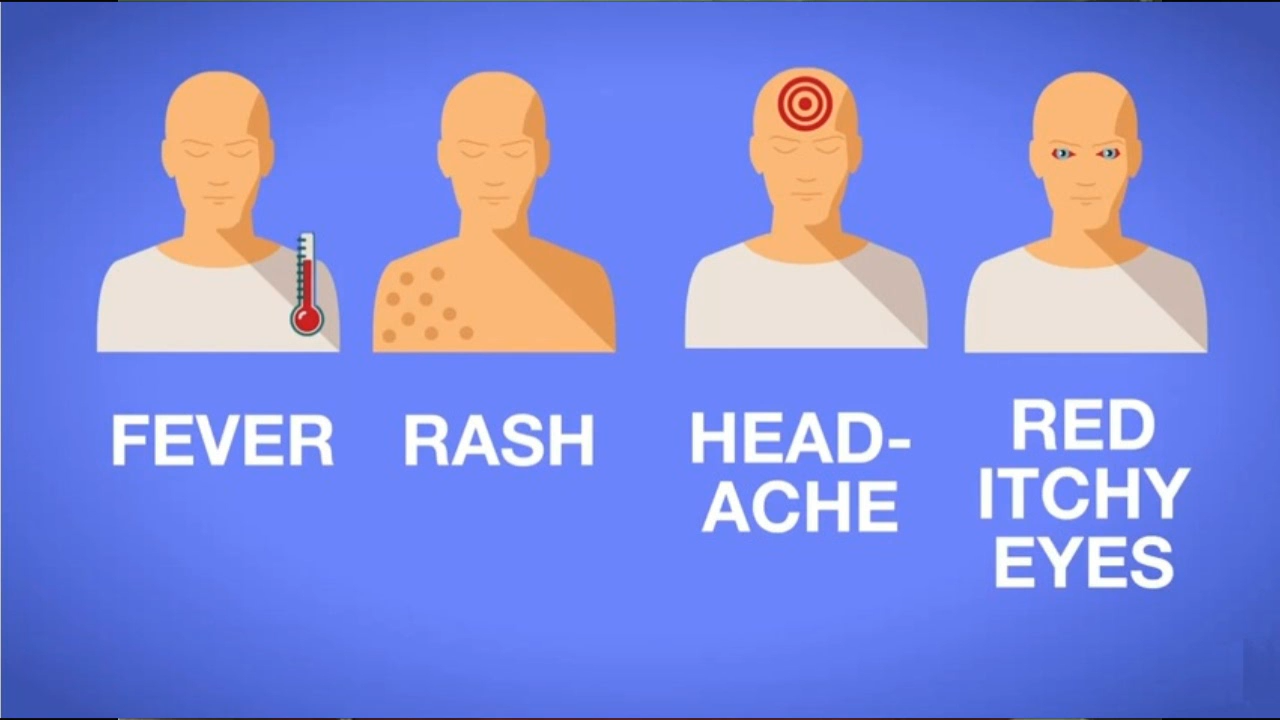 FEVER
RASH
HEAD-
ACHE
RED
ITCHY
EYES